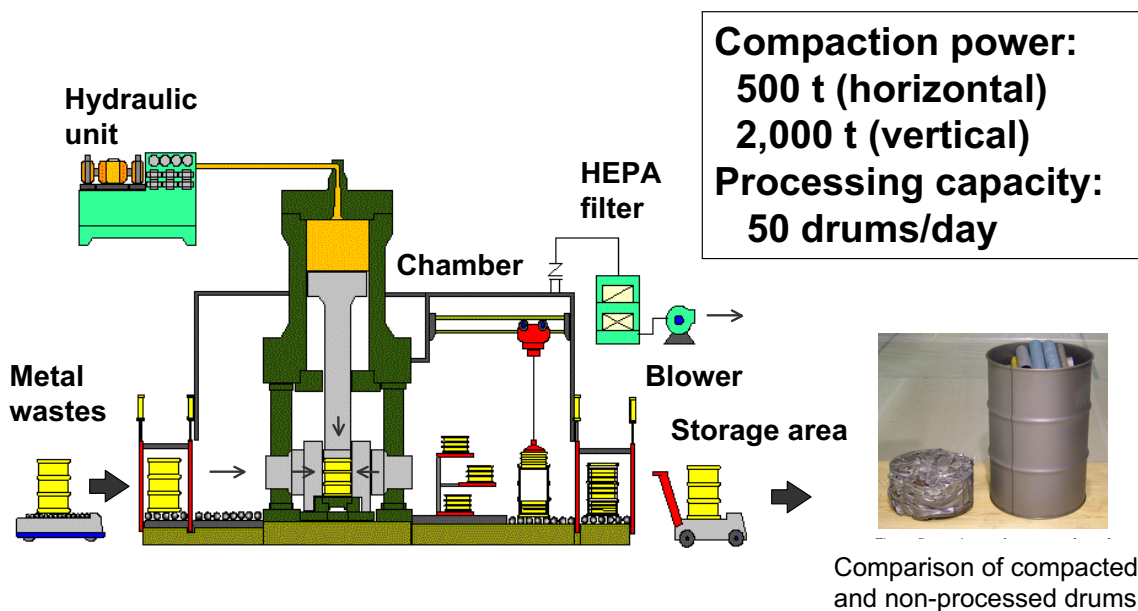 Compaction power:
500 t (horizontal)
2,000 t (vertical)
Processing capacity:
50 drums/day
Hydraulic
unit
HEPA
filter
Chamber
Metal
wastes
Blower
Storage area
Comparison of compacted
and non-processed drums